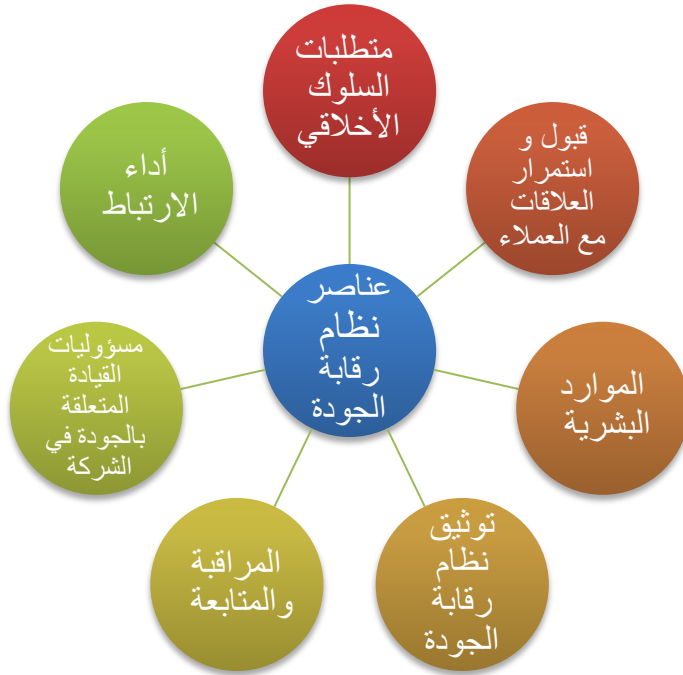 متطلبات
السلوك
الأخلاقي
قبول و
استمرار
العلاقات
مع العملاء
الموارد
البشرية
توثيق
نظام
رقابة
الجودة
المراقبة
والمتابعة
مسؤوليات
القيادة
المتعلقة
بالجودة في
الشركة
أداء
الارتباط
عناصر
نظام
رقابة
الجودة